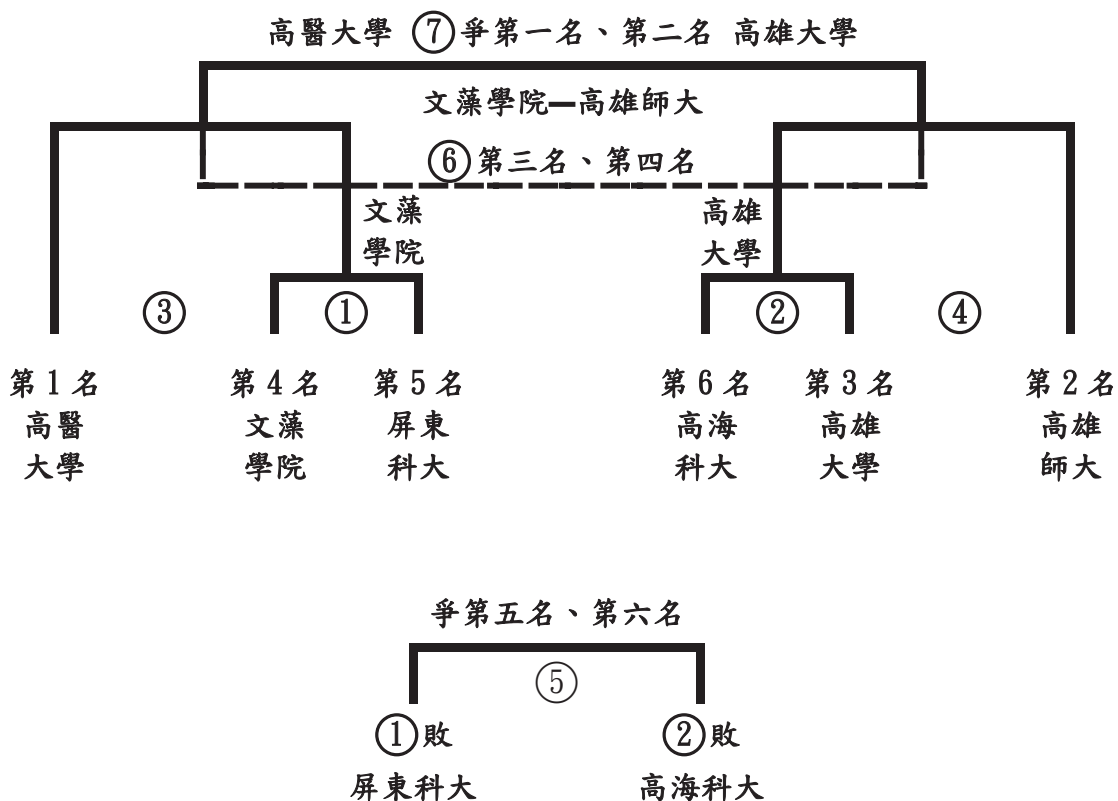 高醫大學 ⑦爭第一名、第二名 高雄大學
文藻學院—高雄師大
⑥第三名、第四名
文藻
學院
高雄
大學
③
①
②
④
第1名
高醫
大學
第4名
文藻
學院
第5名
屏東
科大
第6名
高海
科大
第3名
高雄
大學
第2名
高雄
師大
爭第五名、第六名
⑤
①敗
屏東科大
②敗
高海科大